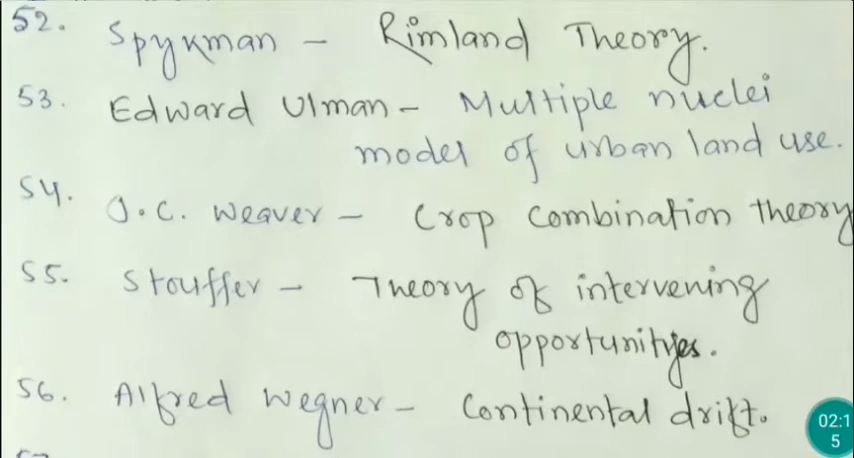 52. Spykman - Rimland Theory.
53. Edward Ulman - Multiple nuclei
model of urban land use.
54. J.C. Weaver - Crop Combination theory
55. Stouffer - Theory of intervening
opportunities.
56. Alfred Wegner - Continental drift.
02:1
5